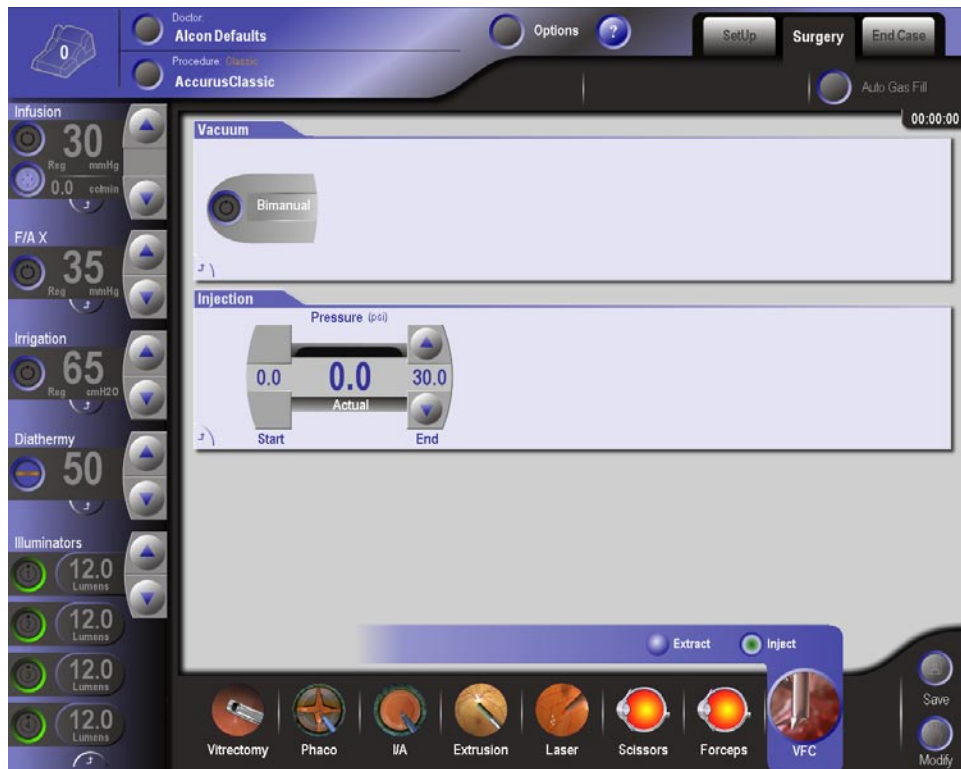 0
Doctor:
Alcon Defaults
Procedure: Classic
AccurusClassic
Options
?
SetUp
Surgery
End Case
Auto Gas Fill
00:00:00
Infusion
30
Reg mmHg
0.0 cc/min
F/A X
35
Reg mmHg
Irrigation
65
Reg cmH2O
Diathermy
50
Illuminators
12.0
Lumens
12.0
Lumens
12.0
Lumens
12.0
Lumens
Vacuum
Bimanual
Injection
Pressure (psi)
0.0 0.0 30.0
Actual
Start End
Extract Inject
Vitrectomy Phaco I/A Extrusion Laser Scissors Forceps VFC
Save
Modify